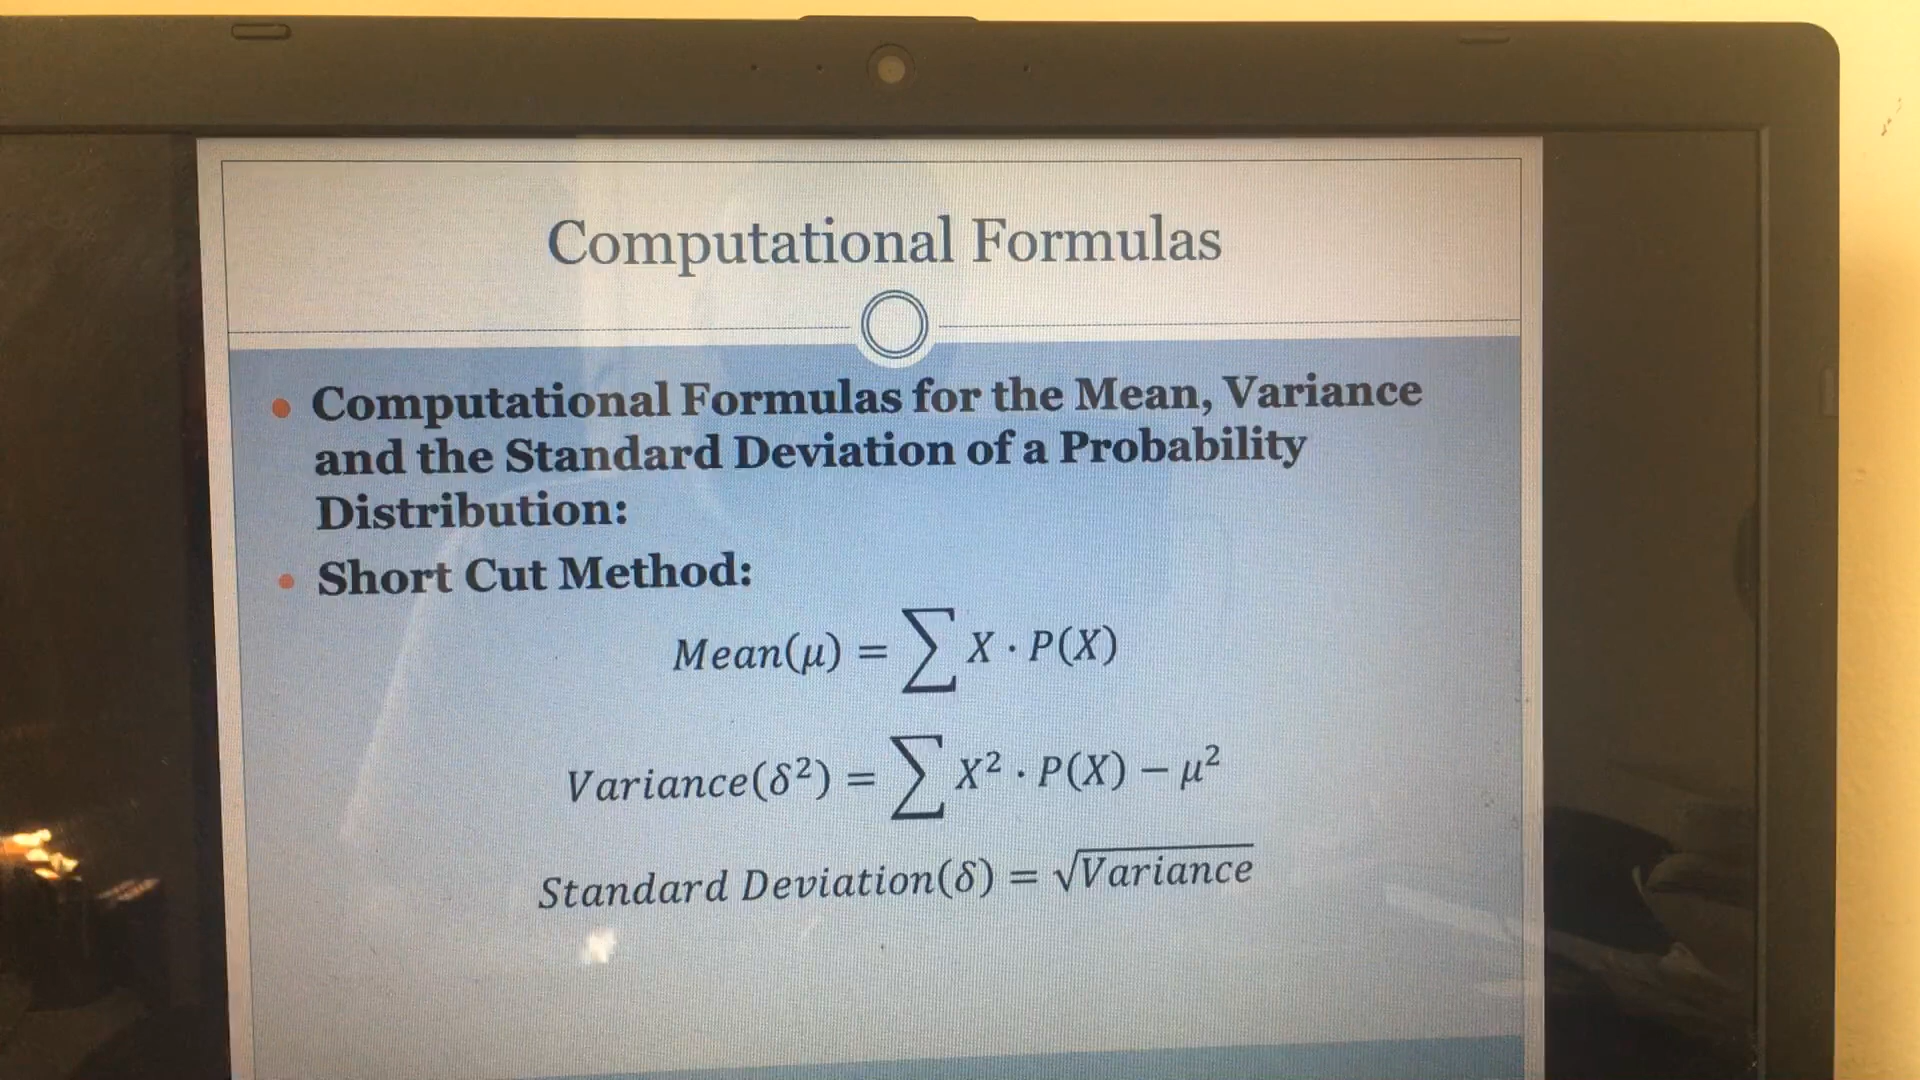 Computational Formulas
• Computational Formulas for the Mean, Variance
and the Standard Deviation of a Probability
Distribution:
• Short Cut Method:
Mean(μ) = ∑ X · P(X)
Variance(δ²) = ∑ X² · P(X) − μ²
Standard Deviation(δ) = √Variance